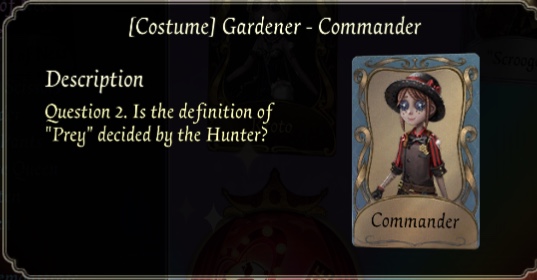 [Costume] Gardener - Commander
Description
Question 2. Is the definition of
"Prey" decided by the Hunter?
Commander